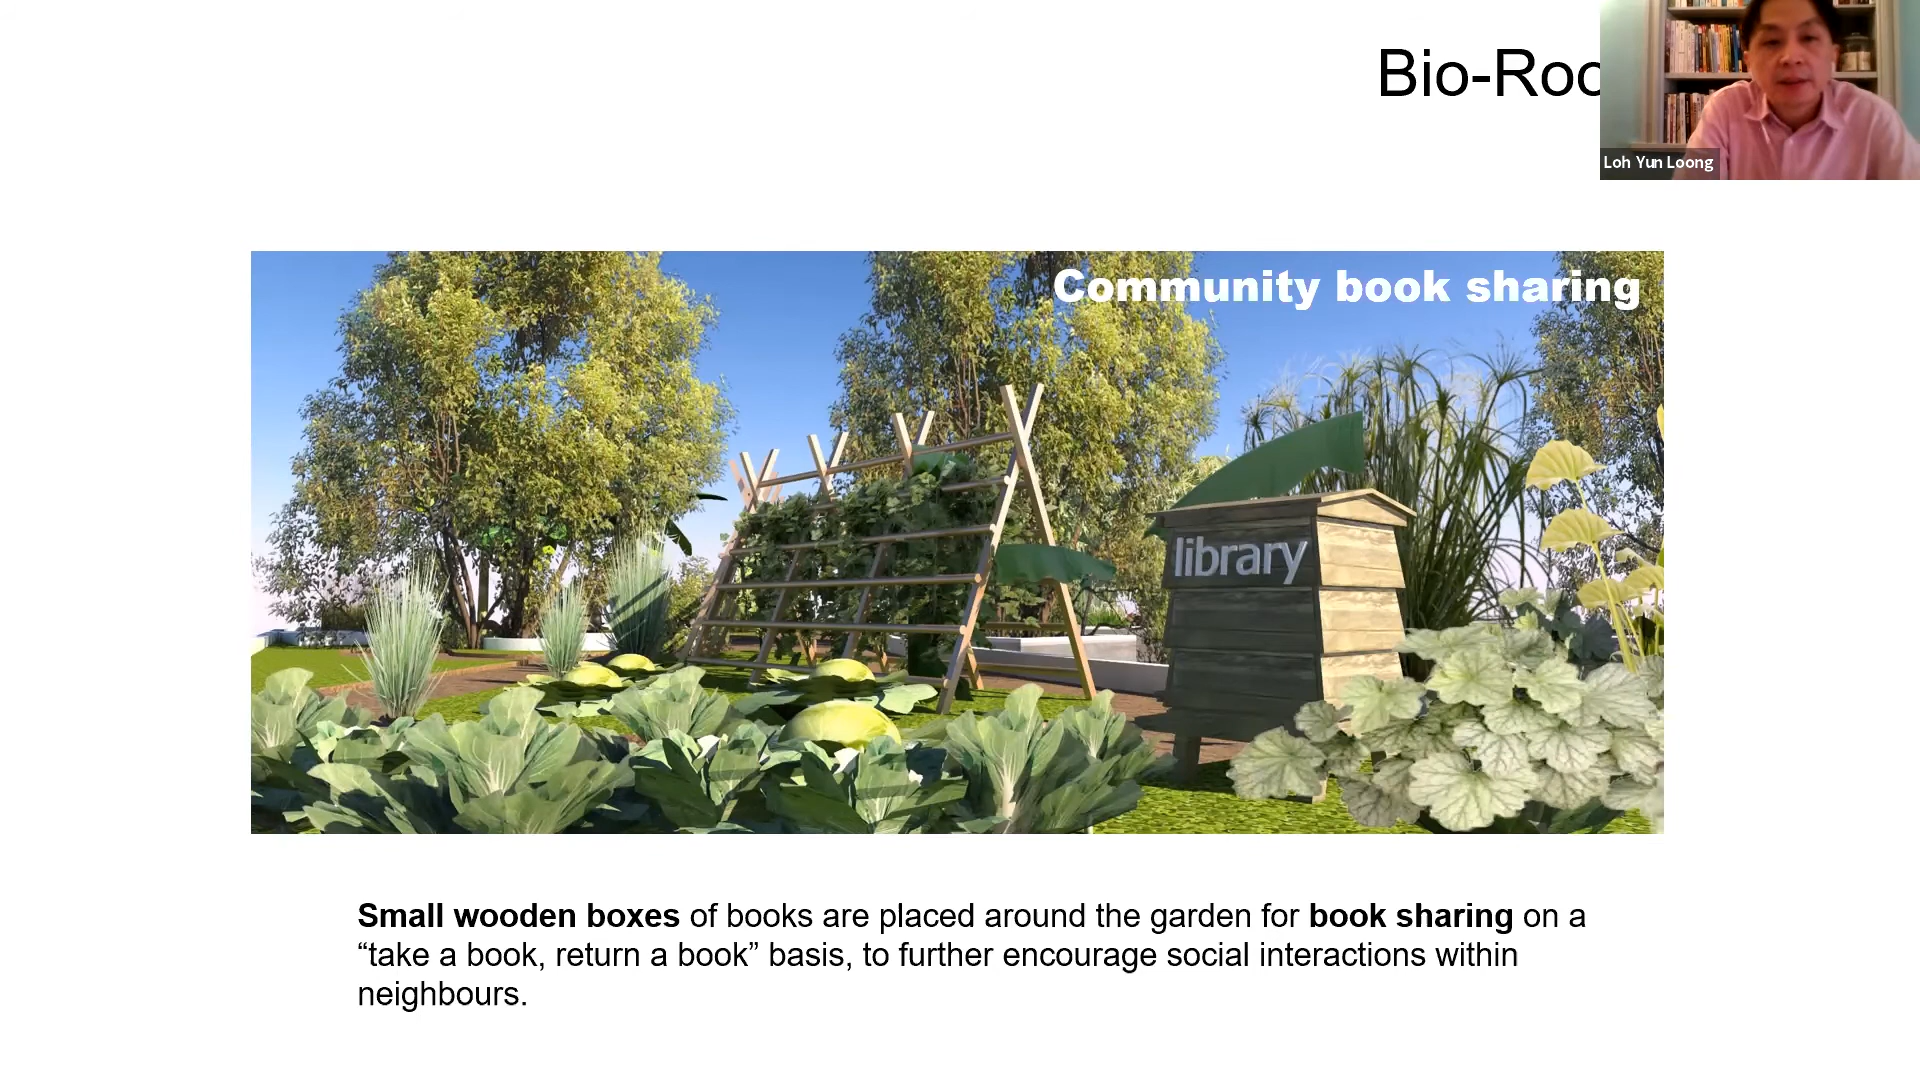 Bio-Roo
Loh Yun Loong
Community book sharing
library
Small wooden boxes of books are placed around the garden for book sharing on a
“take a book, return a book” basis, to further encourage social interactions within
neighbours.